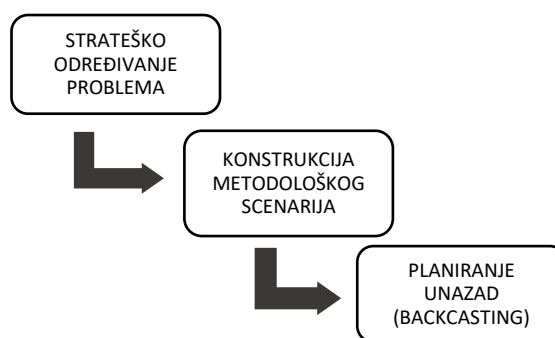 STRATEŠKO
ODREĐIVANJE
PROBLEMA
KONSTRUKCIJA
METODOLOŠKOG
SCENARIJA
PLANIRANJE
UNAZAD
(BACKCASTING)